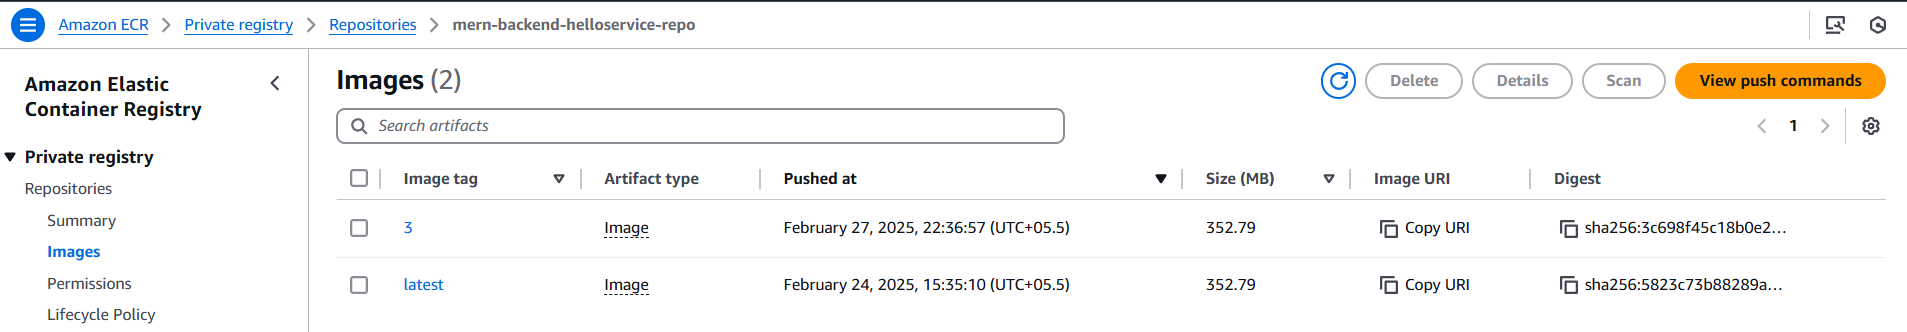 Amazon ECR > Private registry > Repositories > mern-backend-helloservice-repo
Amazon Elastic
Container Registry
Private registry
Repositories
Summary
Images
Permissions
Lifecycle Policy
Images (2)
Delete Details Scan View push commands
Search artifacts
1
Image tag Artifact type Pushed at Size (MB) Image URI Digest
3 Image February 27, 2025, 22:36:57 (UTC+05.5) 352.79 Copy URI sha256:3c698f45c18b0e2...
latest Image February 24, 2025, 15:35:10 (UTC+05.5) 352.79 Copy URI sha256:5823c73b88289a...